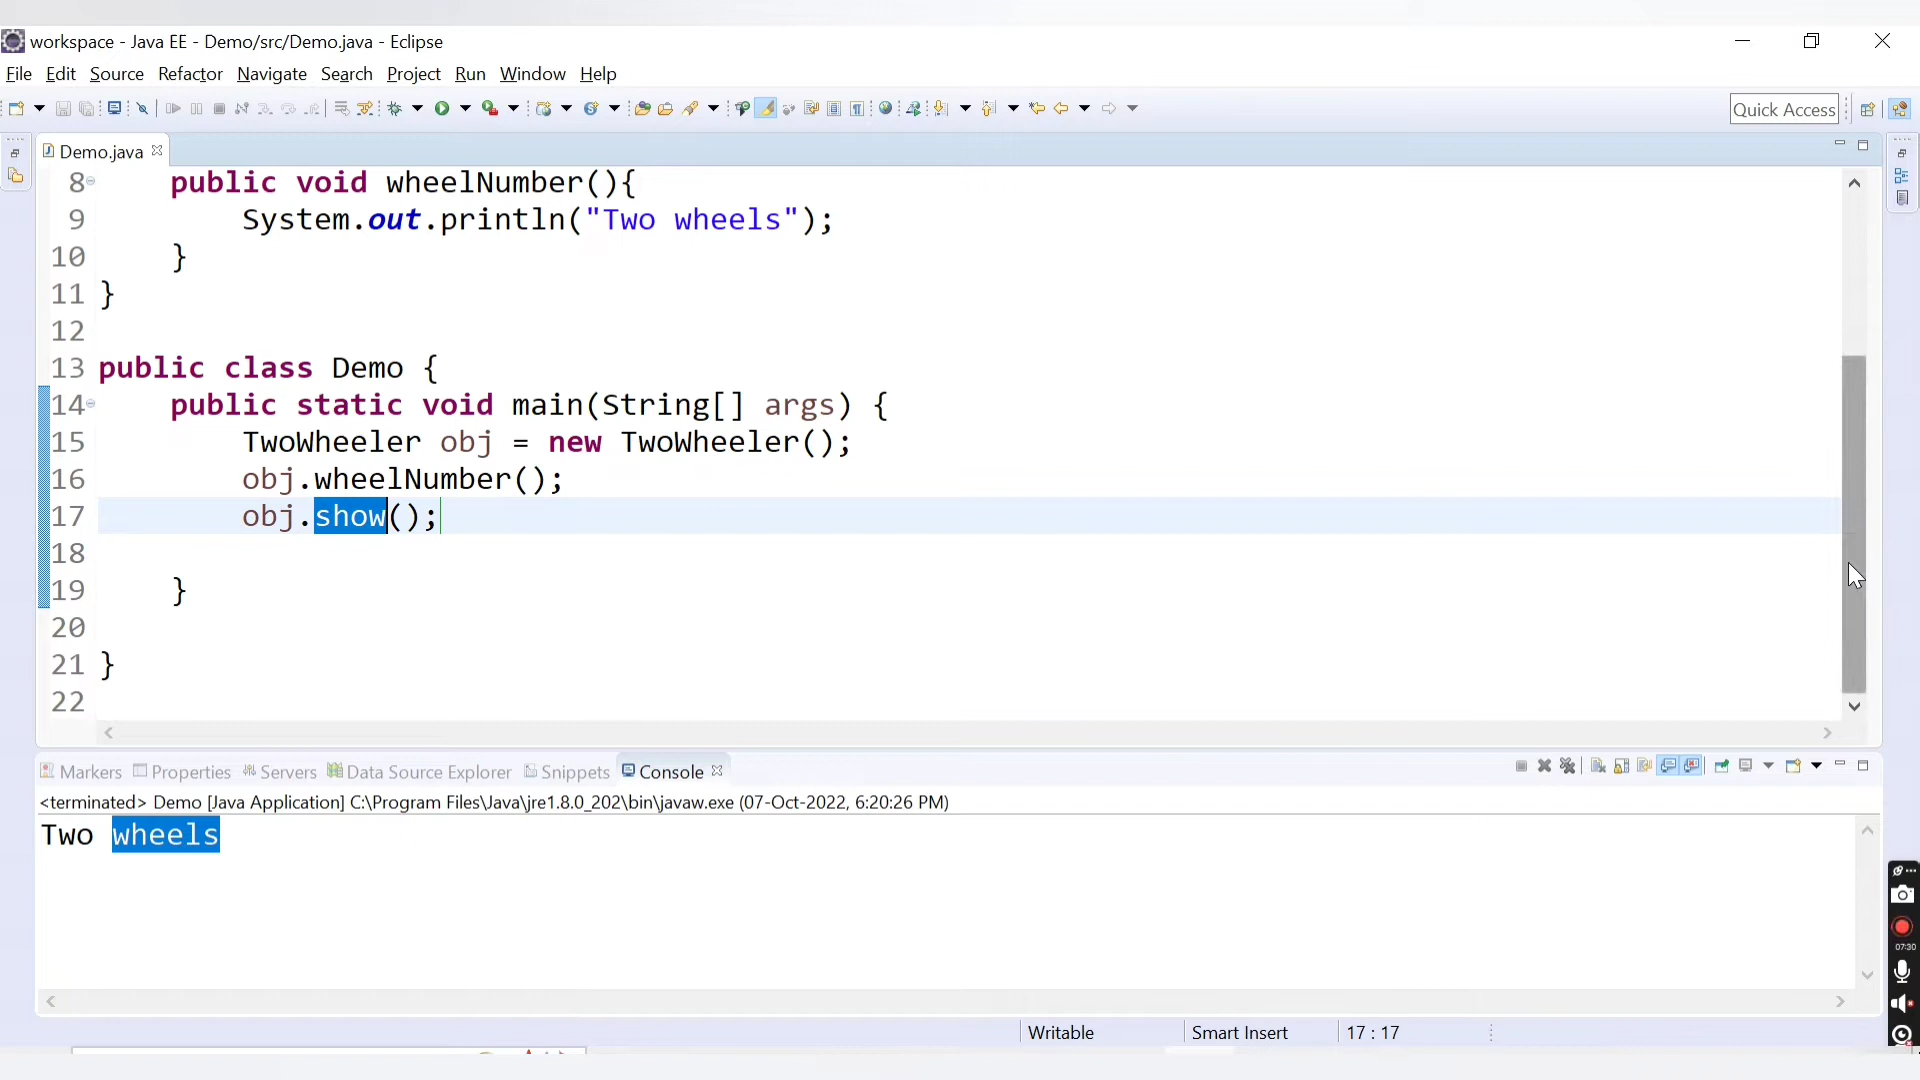 workspace - Java EE - Demo/src/Demo.java - Eclipse
File Edit Source Refactor Navigate Search Project Run Window Help
Quick Access
Demo.java
8 public void wheelNumber(){
9 System.out.println("Two wheels");
10 }
11 }
12
13 public class Demo {
14 public static void main(String[] args) {
15 TwoWheeler obj = new TwoWheeler();
16 obj.wheelNumber();
17 obj.show();
18
19 }
20
21 }
22
Markers Properties Servers Data Source Explorer Snippets Console
<terminated> Demo [Java Application] C:\Program Files\Java\jre1.8.0_202\bin\javaw.exe (07-Oct-2022, 6:20:26 PM)
Two wheels
07:30
Writable Smart Insert 17 : 17